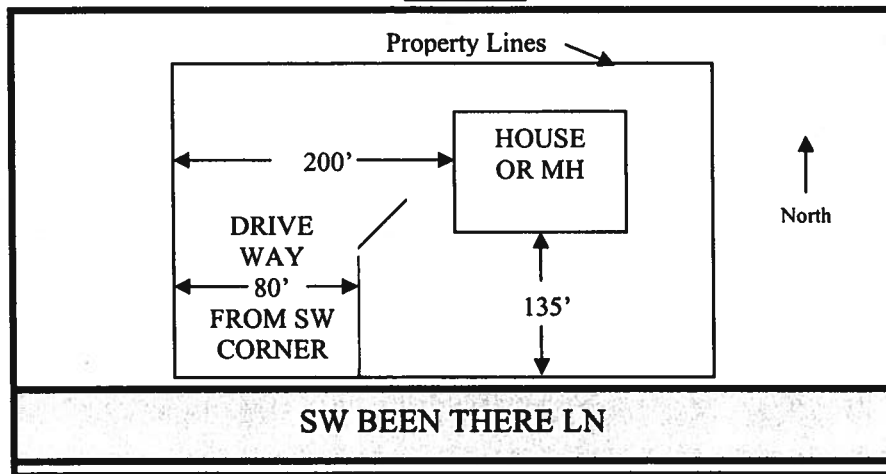 Property Lines
HOUSE
OR MH
200'
North
DRIVE
WAY
80'
FROM SW
CORNER
135'
SW BEEN THERE LN